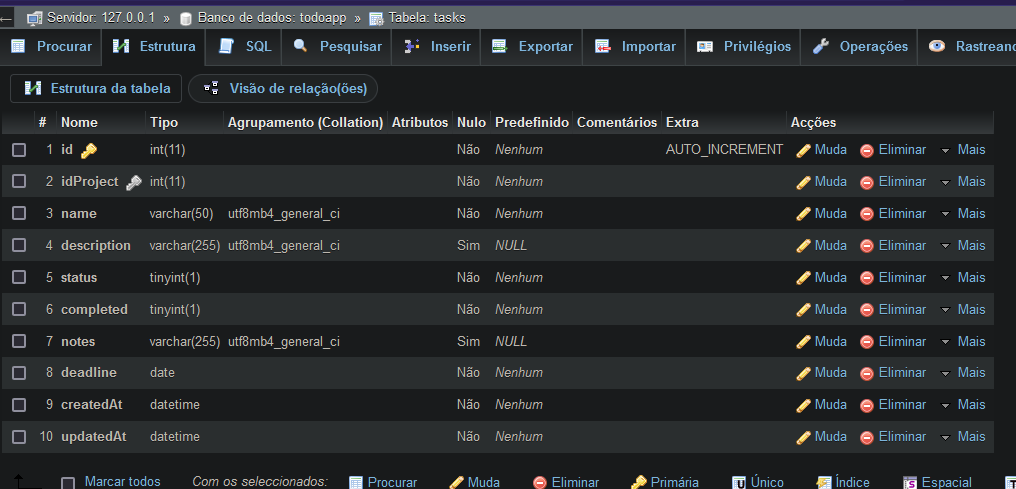 Servidor: 127.0.0.1 » Banco de dados: todoapp » Tabela: tasks
Procurar Estrutura SQL Pesquisar Inserir Exportar Importar Privilégios Operações Rastreand
Estrutura da tabela Visão de relação(ões)
# Nome Tipo Agrupamento (Collation) Atributos Nulo Predefinido Comentários Extra Acções
1 id int(11) Não Nenhum AUTO_INCREMENT Muda Eliminar Mais
2 idProject int(11) Não Nenhum Muda Eliminar Mais
3 name varchar(50) utf8mb4_general_ci Não Nenhum Muda Eliminar Mais
4 description varchar(255) utf8mb4_general_ci Sim NULL Muda Eliminar Mais
5 status tinyint(1) Não Nenhum Muda Eliminar Mais
6 completed tinyint(1) Não Nenhum Muda Eliminar Mais
7 notes varchar(255) utf8mb4_general_ci Sim NULL Muda Eliminar Mais
8 deadline date Não Nenhum Muda Eliminar Mais
9 createdAt datetime Não Nenhum Muda Eliminar Mais
10 updatedAt datetime Não Nenhum Muda Eliminar Mais
Marcar todos Com os seleccionados: Procurar Muda Eliminar Primária Único Índice Espacial